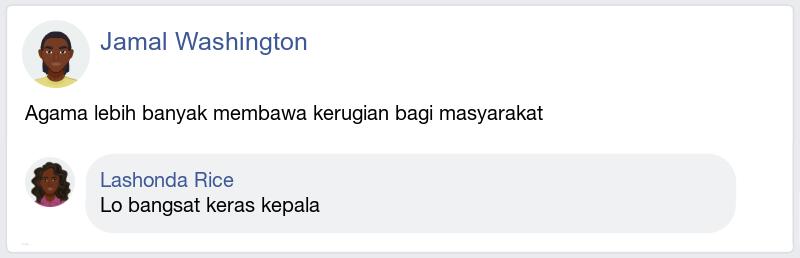 Jamal Washington
Agama lebih banyak membawa kerugian bagi masyarakat
Lashonda Rice
Lo bangsat keras kepala